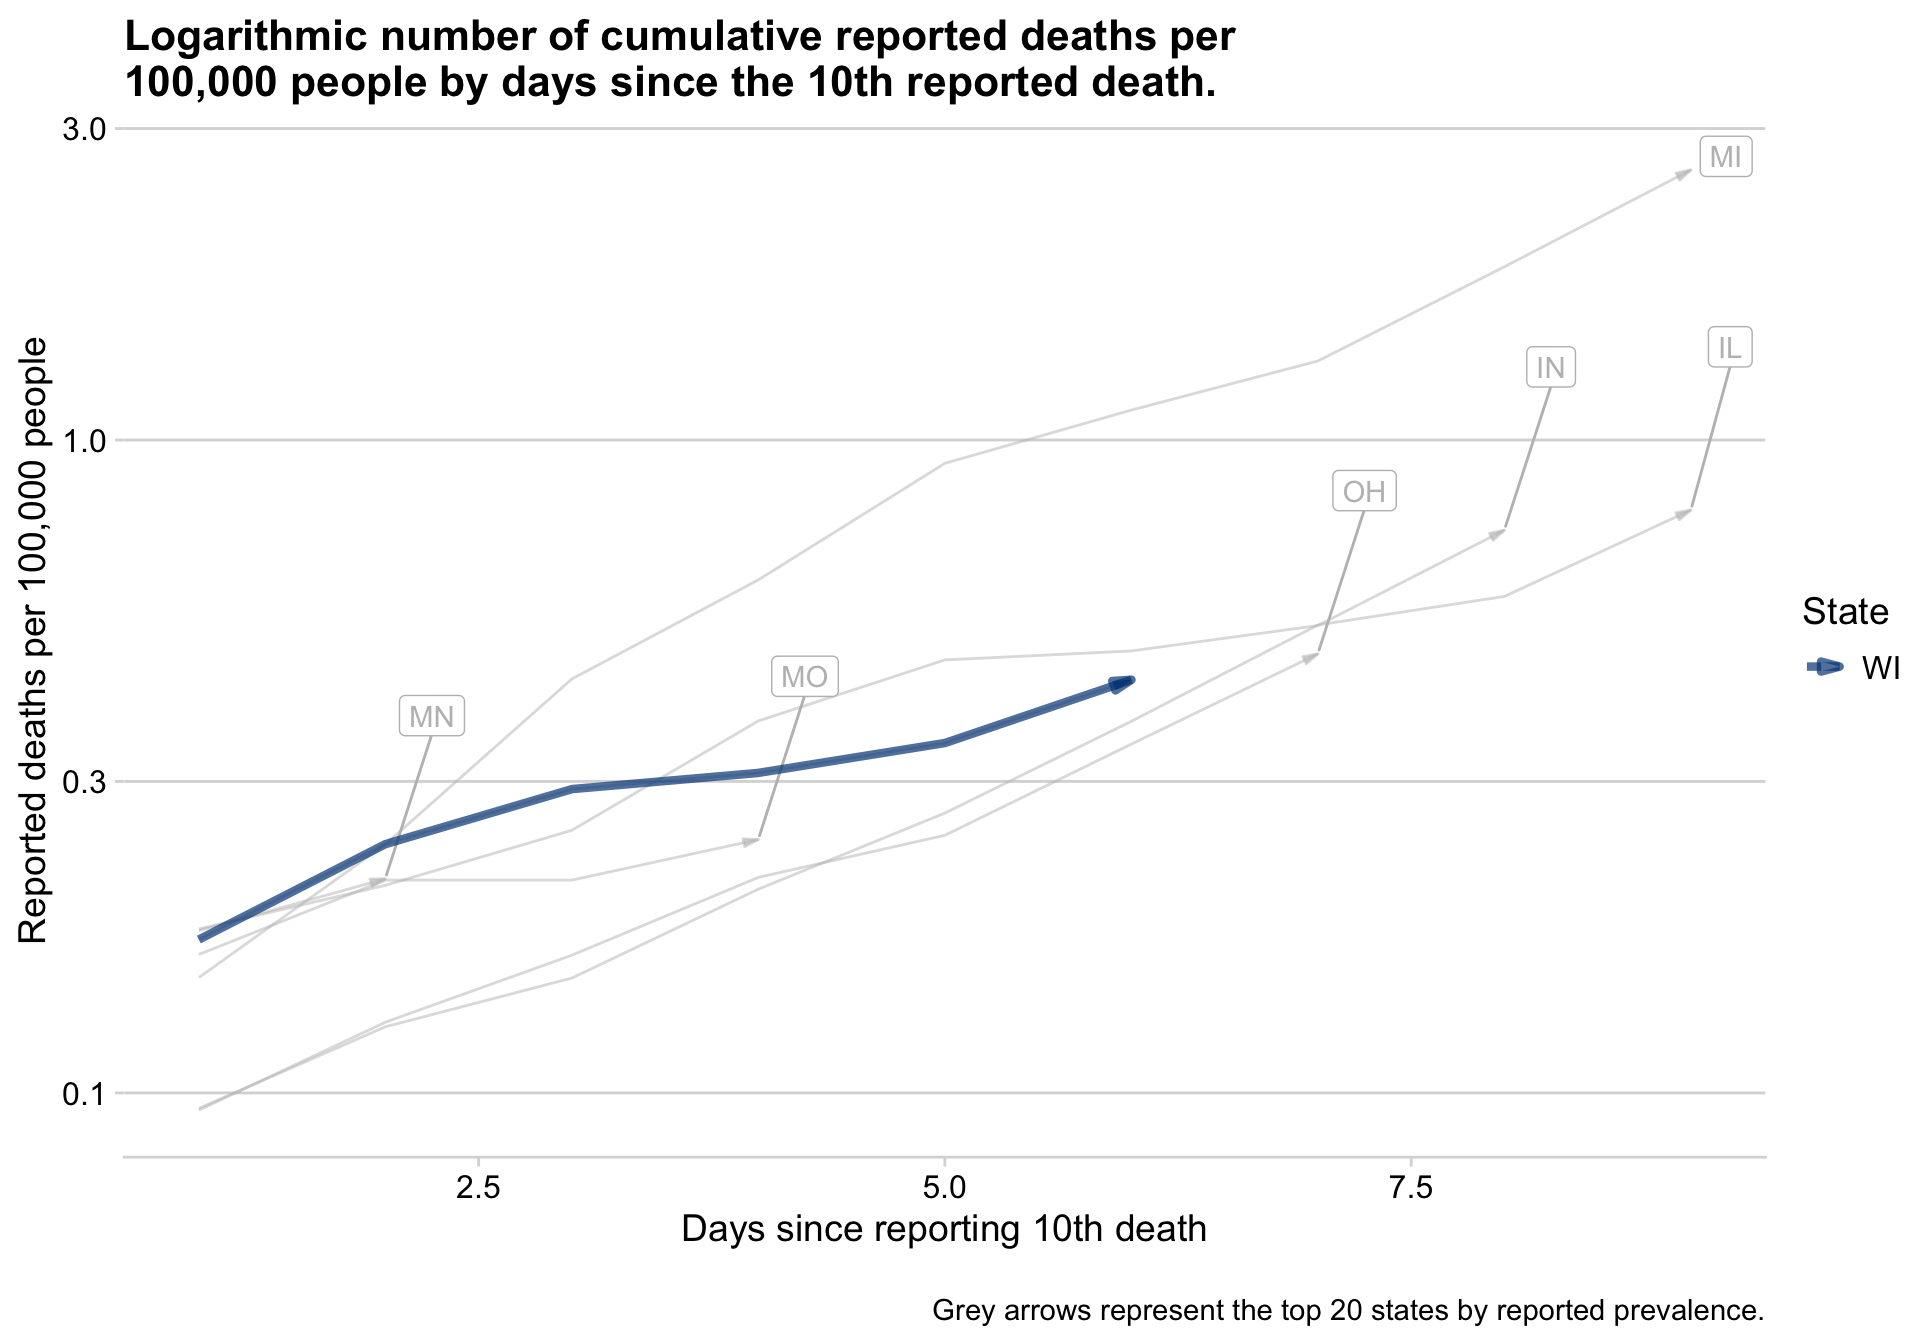 Logarithmic number of cumulative reported deaths per
100,000 people by days since the 10th reported death.
3.0
1.0
0.3
0.1
Reported deaths per 100,000 people
MI
IL
IN
OH
MO
MN
State
WI
2.5 5.0 7.5
Days since reporting 10th death
Grey arrows represent the top 20 states by reported prevalence.